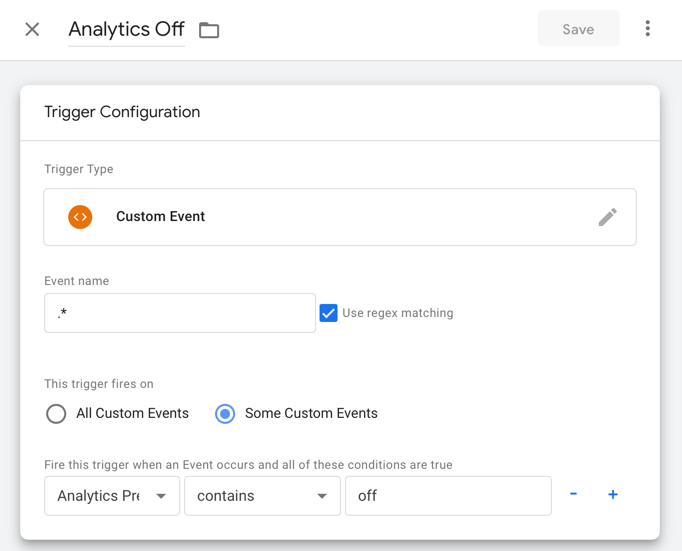 Analytics Off
Save
Trigger Configuration
Trigger Type
Custom Event
Event name
.*
Use regex matching
This trigger fires on
All Custom Events
Some Custom Events
Fire this trigger when an Event occurs and all of these conditions are true
Analytics Pre contains off - +